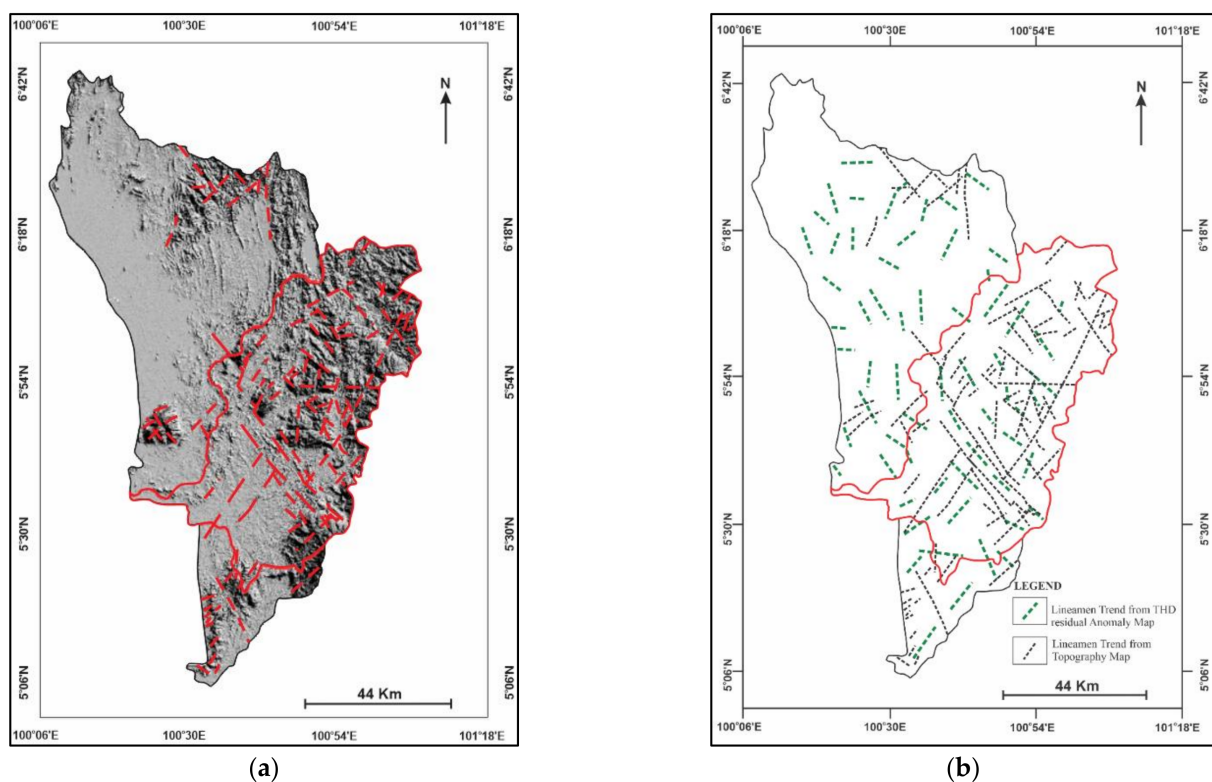 100°06'E 100°30'E 100°54'E 101°18'E
6°42'N 6°42'N
N
6°18'N 6°18'N
5°54'N 5°54'N
5°30'N 5°30'N
5°06'N 5°06'N
44 Km
100°06'E 100°30'E 100°54'E 101°18'E
(a)
100°06'E 100°30'E 100°54'E 101°18'E
6°42'N 6°42'N
N
6°18'N 6°18'N
5°54'N 5°54'N
5°30'N 5°30'N
LEGEND
Lineamen Trend from THD
residual Anomaly Map
Lineamen Trend from
Topography Map
5°06'N 5°06'N
44 Km
100°06'E 100°30'E 100°54'E 101°18'E
(b)